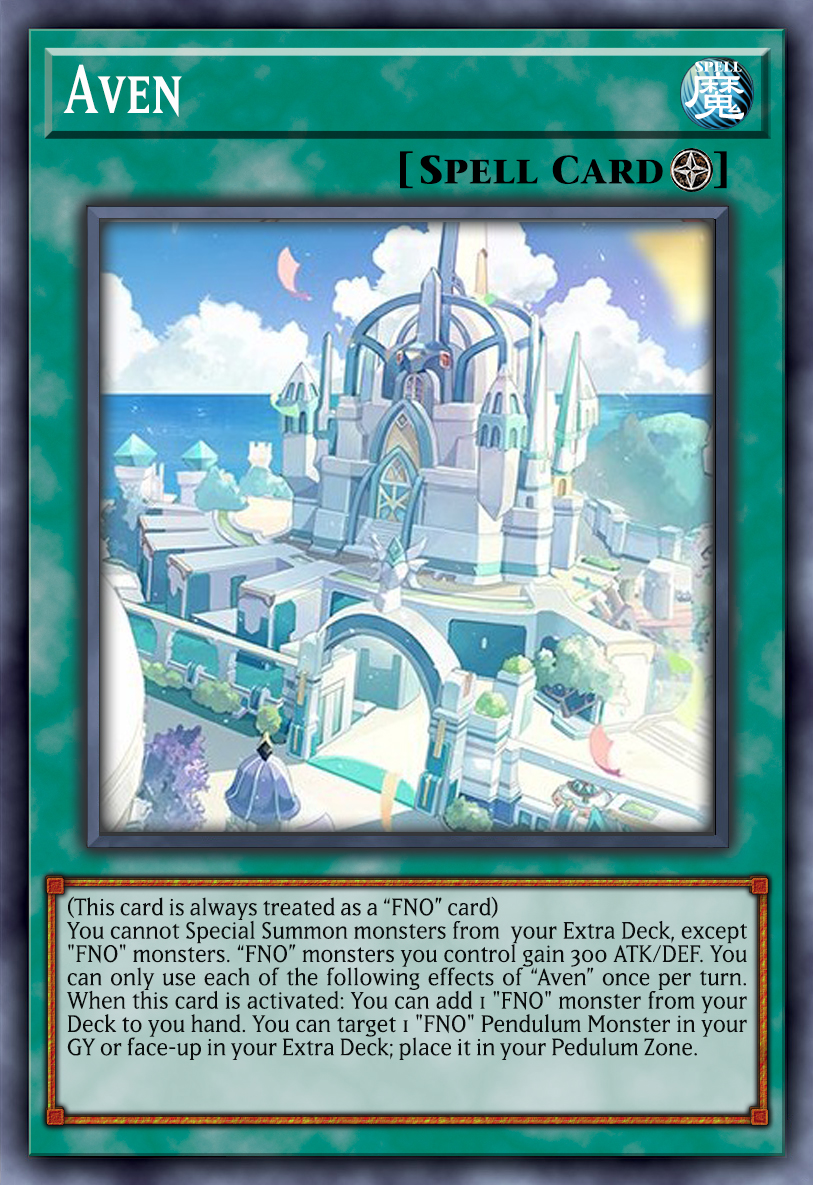 Aven
SPELL
魔
[Spell Card]
(This card is always treated as a “FNO” card)
You cannot Special Summon monsters from your Extra Deck, except
"FNO" monsters. “FNO” monsters you control gain 300 ATK/DEF. You
can only use each of the following effects of “Aven” once per turn.
When this card is activated: You can add 1 "FNO" monster from your
Deck to you hand. You can target 1 "FNO" Pendulum Monster in your
GY or face-up in your Extra Deck; place it in your Pedulum Zone.